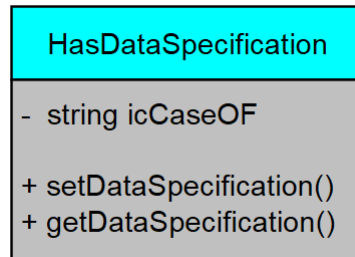 HasDataSpecification
- string icCaseOF
+ setDataSpecification()
+ getDataSpecification()